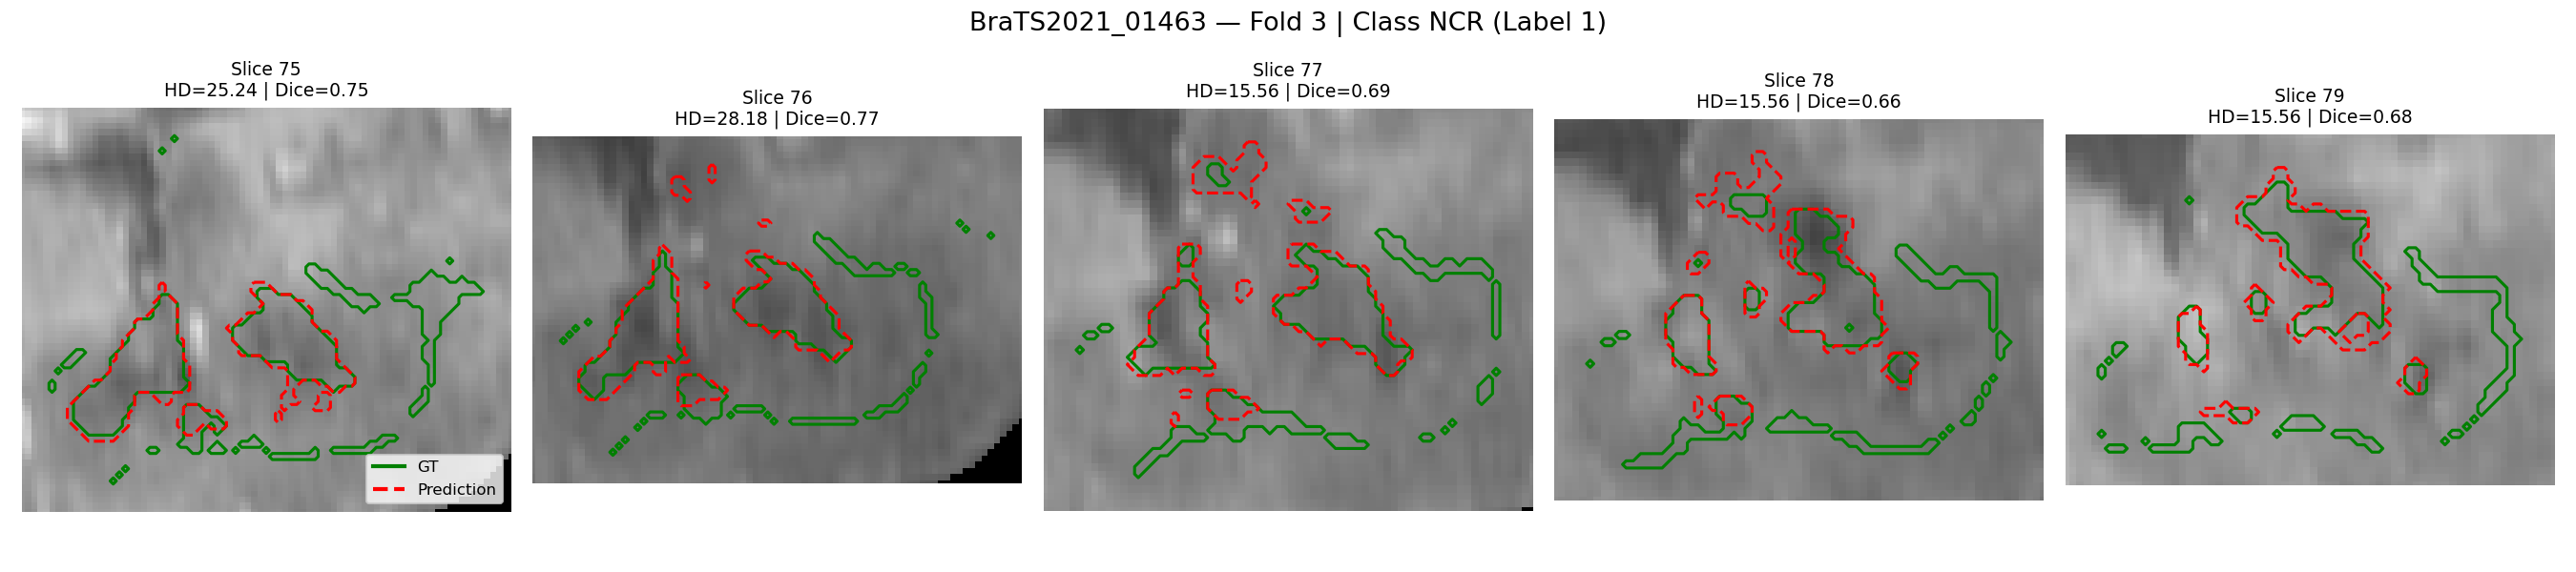 BraTS2021_01463 — Fold 3 | Class NCR (Label 1)
Slice 75
HD=25.24 | Dice=0.75
Slice 76
HD=28.18 | Dice=0.77
Slice 77
HD=15.56 | Dice=0.69
Slice 78
HD=15.56 | Dice=0.66
Slice 79
HD=15.56 | Dice=0.68
GT
Prediction